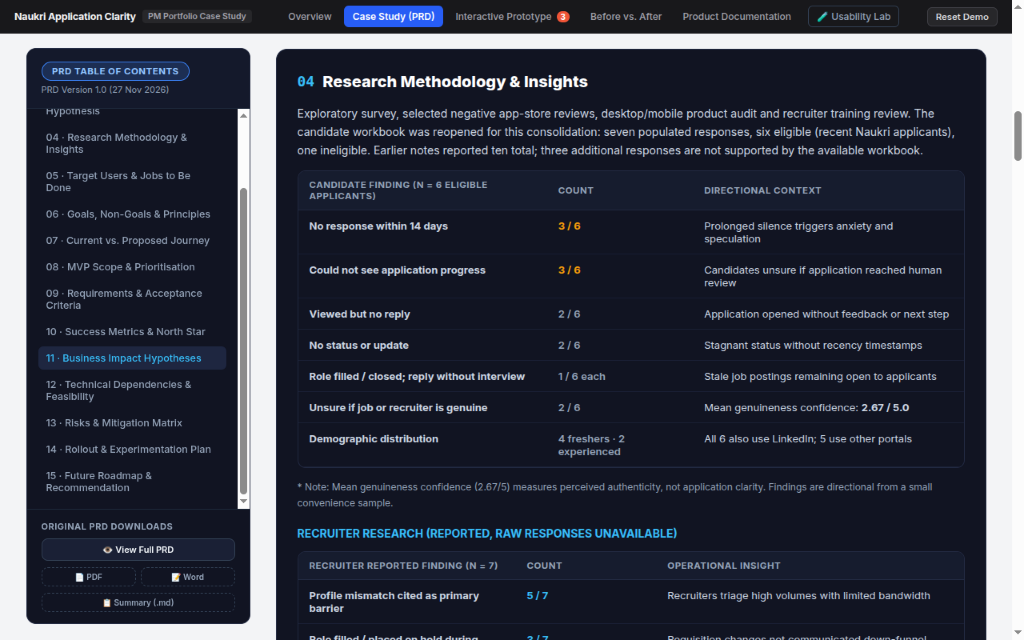 Naukri Application Clarity
PM Portfolio Case Study
Overview
Case Study (PRD)
Interactive Prototype 3
Before vs. After
Product Documentation
🧪 Usability Lab
Reset Demo
PRD TABLE OF CONTENTS
PRD Version 1.0 (27 Nov 2026)
Hypothesis
04 · Research Methodology &
Insights
05 · Target Users & Jobs to Be
Done
06 · Goals, Non-Goals & Principles
07 · Current vs. Proposed Journey
08 · MVP Scope & Prioritisation
09 · Requirements & Acceptance
Criteria
10 · Success Metrics & North Star
11 · Business Impact Hypotheses
12 · Technical Dependencies &
Feasibility
13 · Risks & Mitigation Matrix
14 · Rollout & Experimentation Plan
15 · Future Roadmap &
Recommendation
ORIGINAL PRD DOWNLOADS
👁️ View Full PRD
📄 PDF
📝 Word
📋 Summary (.md)
04 Research Methodology & Insights
Exploratory survey, selected negative app-store reviews, desktop/mobile product audit and recruiter training review. The
candidate workbook was reopened for this consolidation: seven populated responses, six eligible (recent Naukri applicants),
one ineligible. Earlier notes reported ten total; three additional responses are not supported by the available workbook.
CANDIDATE FINDING (N = 6 ELIGIBLE
APPLICANTS)
COUNT
DIRECTIONAL CONTEXT
No response within 14 days
3 / 6
Prolonged silence triggers anxiety and
speculation
Could not see application progress
3 / 6
Candidates unsure if application reached human
review
Viewed but no reply
2 / 6
Application opened without feedback or next step
No status or update
2 / 6
Stagnant status without recency timestamps
Role filled / closed; reply without interview
1 / 6 each
Stale job postings remaining open to applicants
Unsure if job or recruiter is genuine
2 / 6
Mean genuineness confidence: 2.67 / 5.0
Demographic distribution
4 freshers · 2
experienced
All 6 also use LinkedIn; 5 use other portals
* Note: Mean genuineness confidence (2.67/5) measures perceived authenticity, not application clarity. Findings are directional from a small
convenience sample.
RECRUITER RESEARCH (REPORTED, RAW RESPONSES UNAVAILABLE)
RECRUITER REPORTED FINDING (N = 7)
COUNT
OPERATIONAL INSIGHT
Profile mismatch cited as primary
barrier
5 / 7
Recruiters triage high volumes with limited bandwidth
Role filled / placed on hold during
3 / 7
Requisition changes not communicated down-funnel